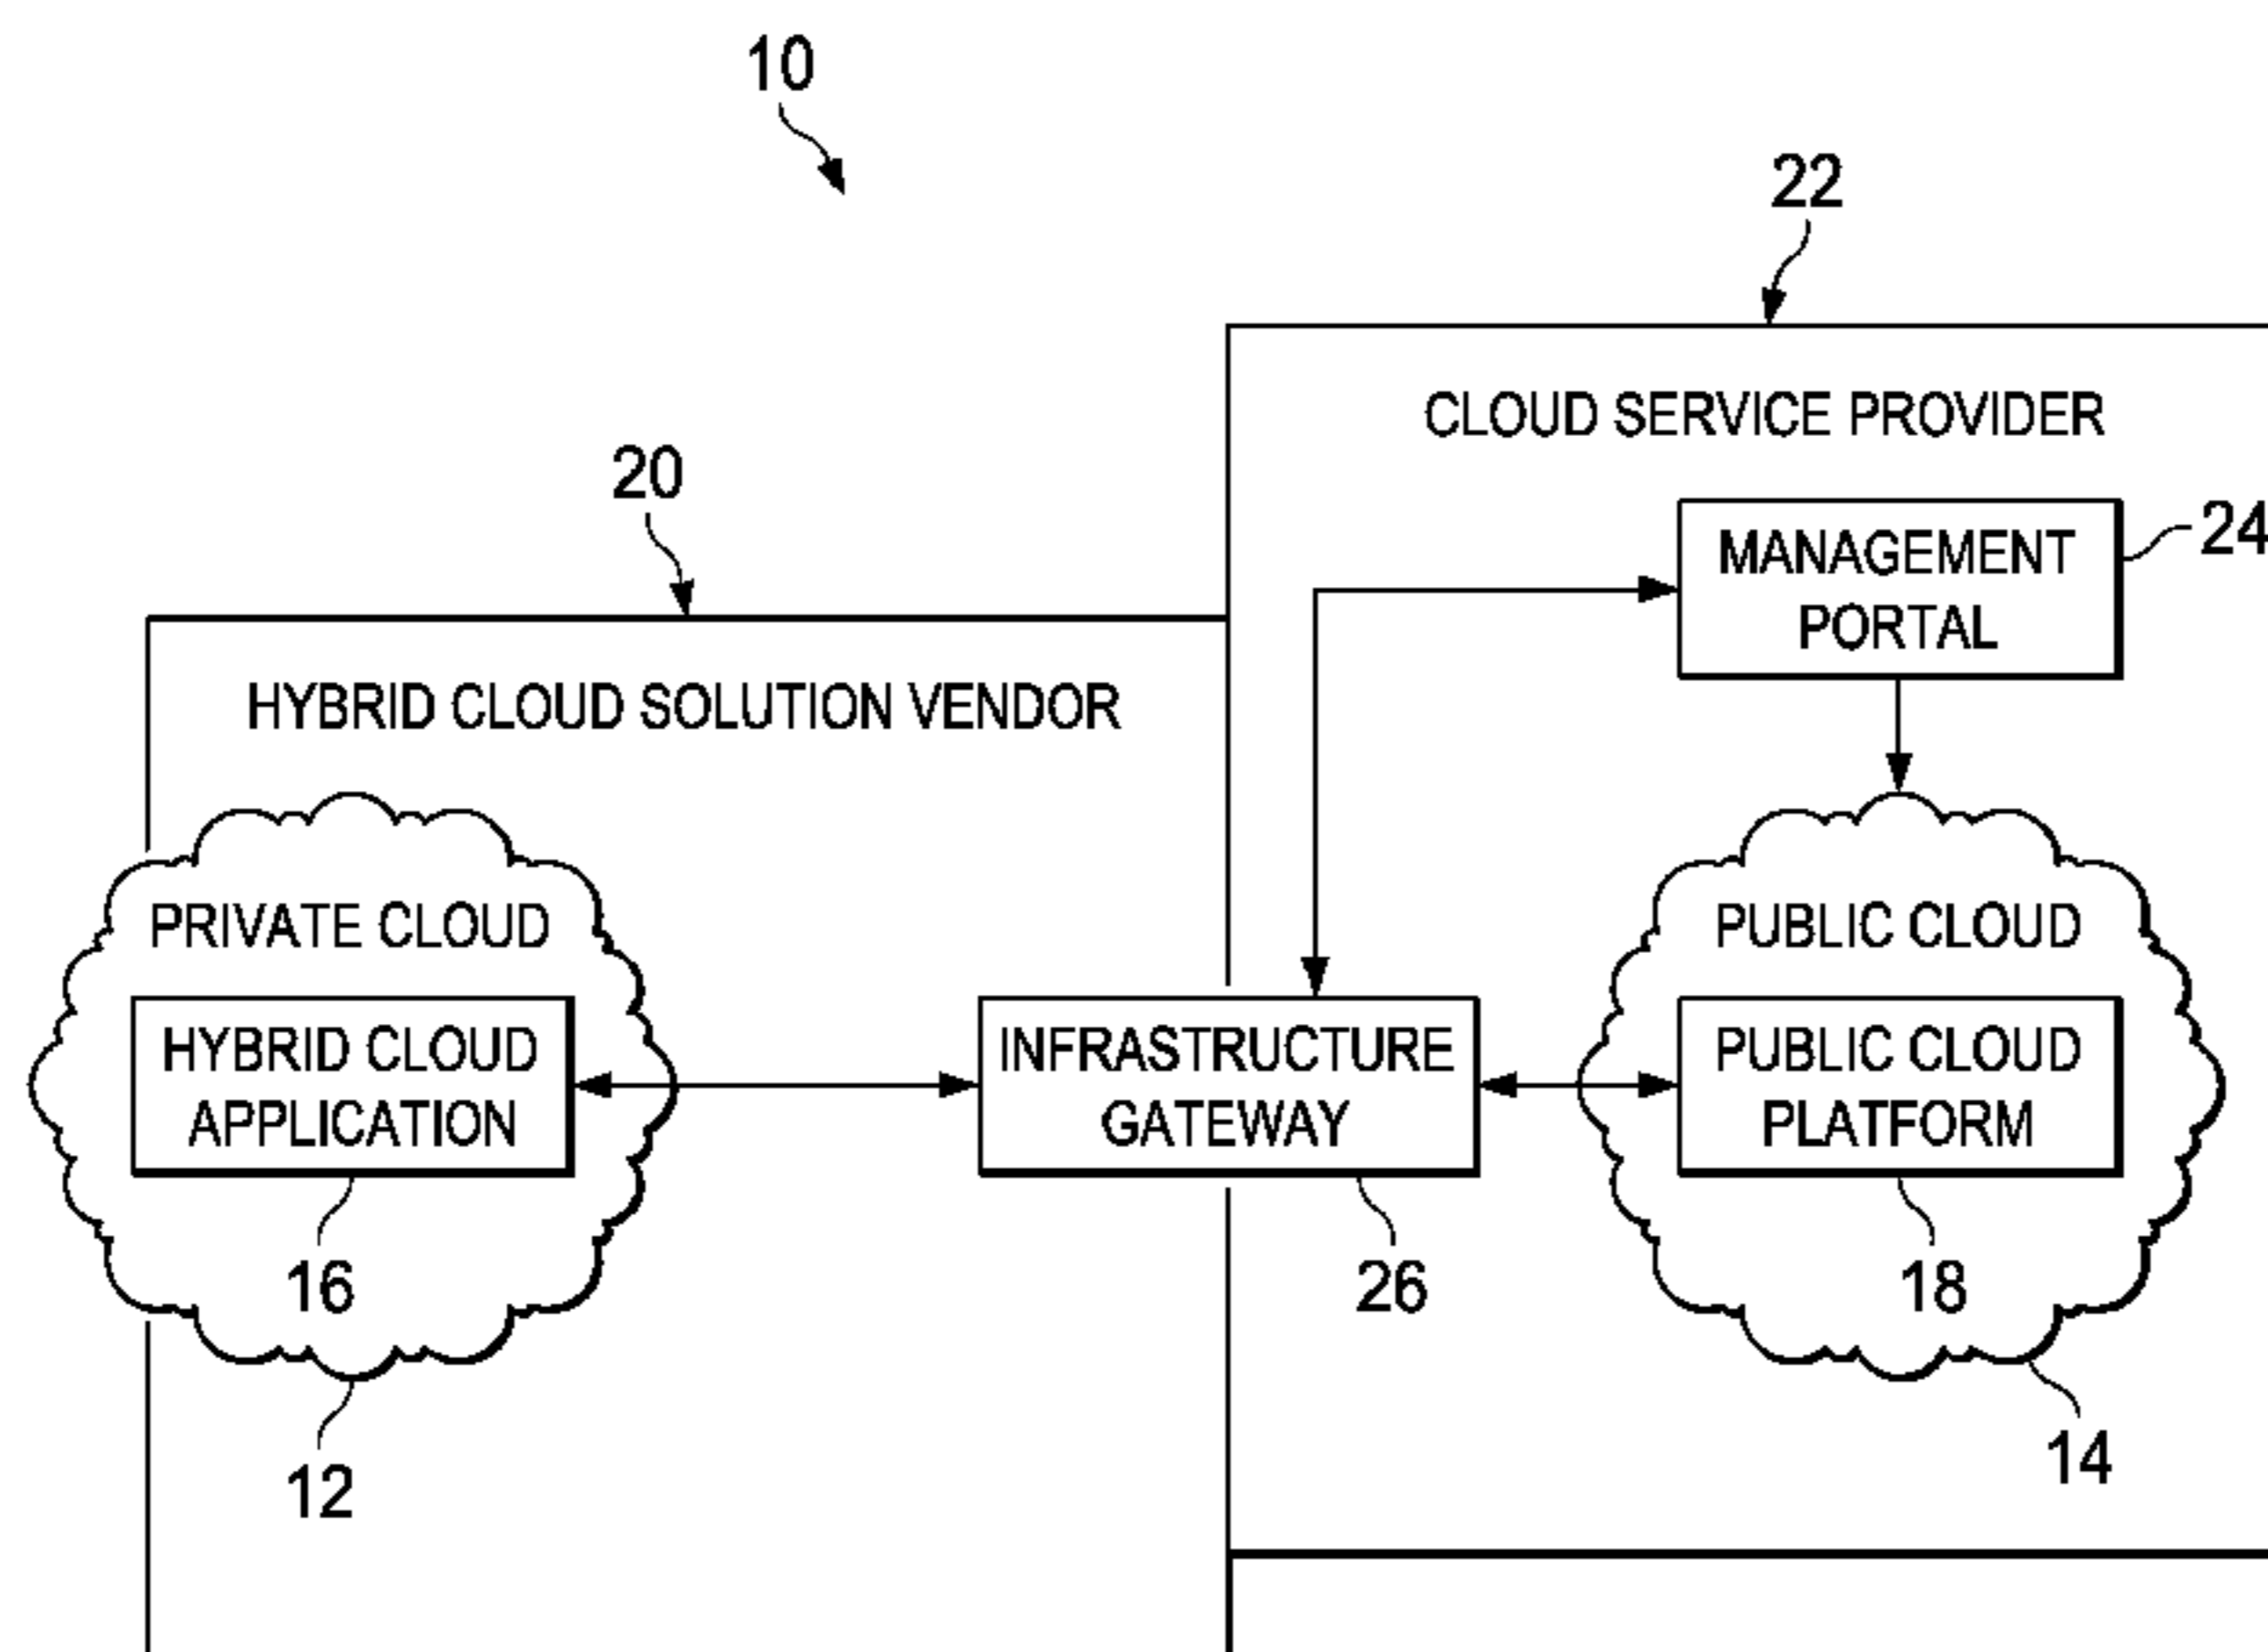 10
22
CLOUD SERVICE PROVIDER
20
MANAGEMENT
PORTAL
24
HYBRID CLOUD SOLUTION VENDOR
PRIVATE CLOUD
PUBLIC CLOUD
HYBRID CLOUD
APPLICATION
INFRASTRUCTURE
GATEWAY
PUBLIC CLOUD
PLATFORM
16
26
18
12
14